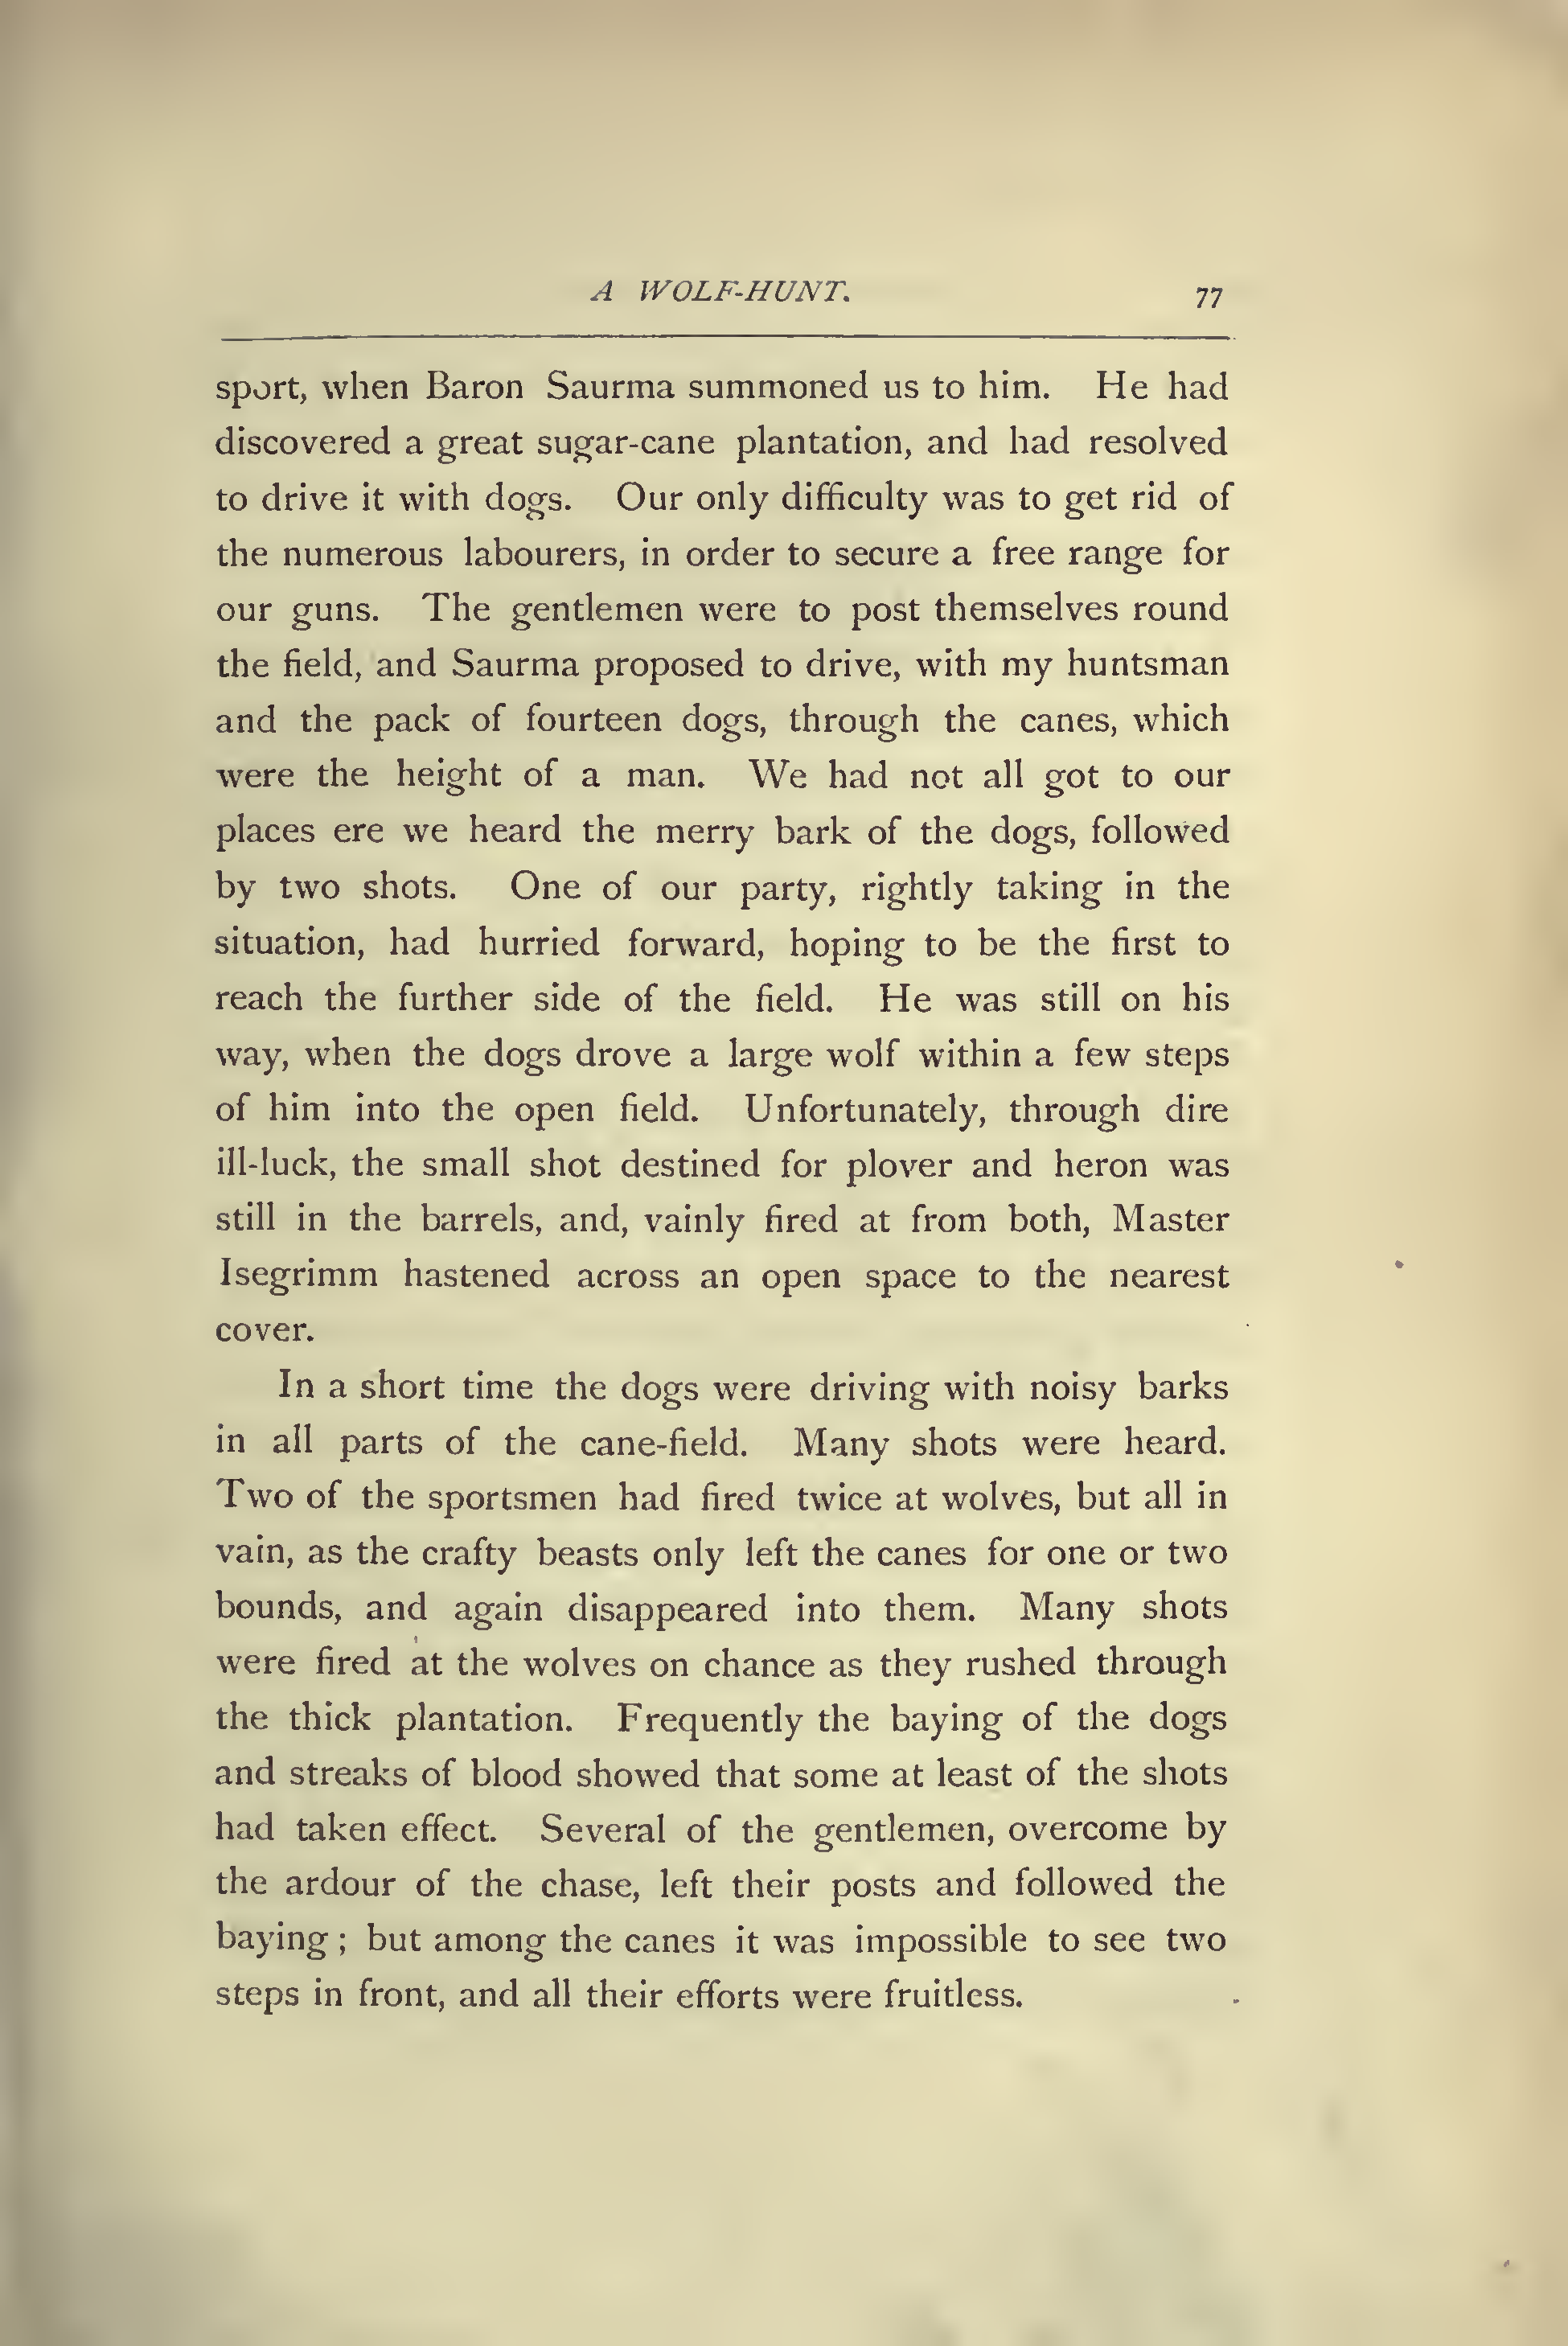 A WOLF-HUNT. 77
sport, when Baron Saurma summoned us to him. He had
discovered a great sugar-cane plantation, and had resolved
to drive it with dogs. Our only difficulty was to get rid of
the numerous labourers, in order to secure a free range for
our guns. The gentlemen were to post themselves round
the field, and Saurma proposed to drive, with my huntsman
and the pack of fourteen dogs, through the canes, which
were the height of a man. We had not all got to our
places ere we heard the merry bark of the dogs, followed
by two shots. One of our party, rightly taking in the
situation, had hurried forward, hoping to be the first to
reach the further side of the field. He was still on his
way, when the dogs drove a large wolf within a few steps
of him into the open field. Unfortunately, through dire
ill-luck, the small shot destined for plover and heron was
still in the barrels, and, vainly fired at from both, Master
Isegrimm hastened across an open space to the nearest
cover.
In a short time the dogs were driving with noisy barks
in all parts of the cane-field. Many shots were heard.
Two of the sportsmen had fired twice at wolves, but all in
vain, as the crafty beasts only left the canes for one or two
bounds, and again disappeared into them. Many shots
were fired at the wolves on chance as they rushed through
the thick plantation. Frequently the baying of the dogs
and streaks of blood showed that some at least of the shots
had taken effect. Several of the gentlemen, overcome by
the ardour of the chase, left their posts and followed the
baying ; but among the canes it was impossible to see two
steps in front, and all their efforts were fruitless.